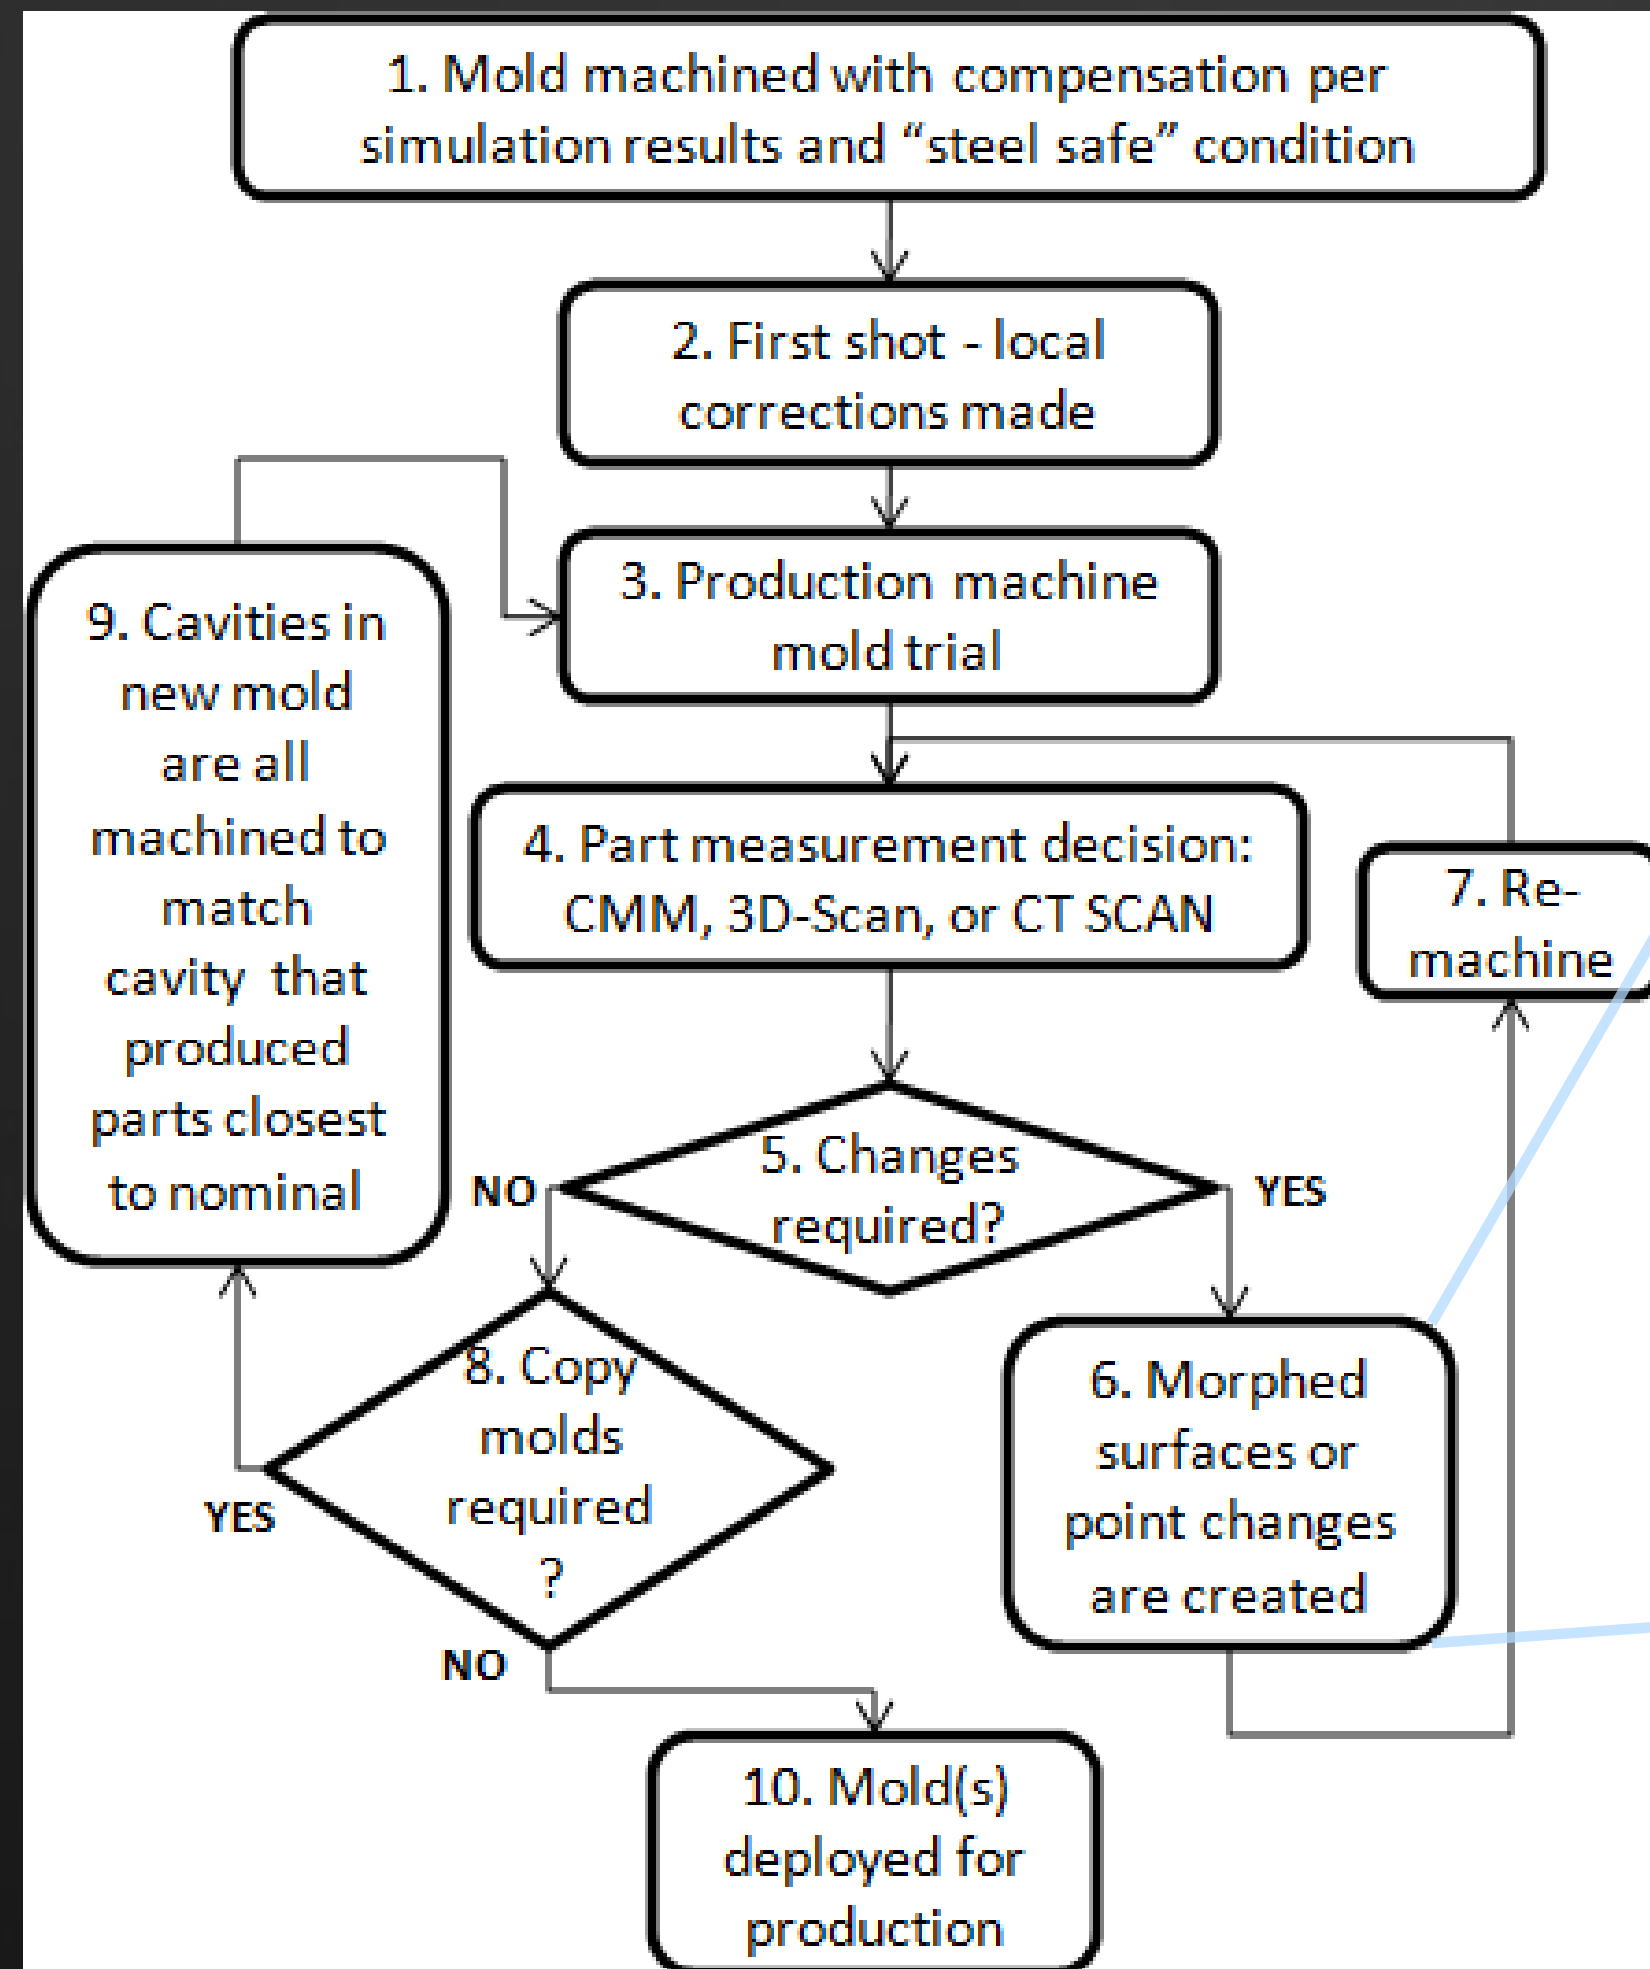 1. Mold machined with compensation per
simulation results and “steel safe” condition
2. First shot - local
corrections made
3. Production machine
mold trial
4. Part measurement decision:
CMM, 3D-Scan, or CT SCAN
5. Changes
required?
NO
YES
6. Morphed
surfaces or
point changes
are created
7. Re-
machine
8. Copy
molds
required
?
YES
NO
9. Cavities in
new mold
are all
machined to
match
cavity that
produced
parts closest
to nominal
10. Mold(s)
deployed for
production